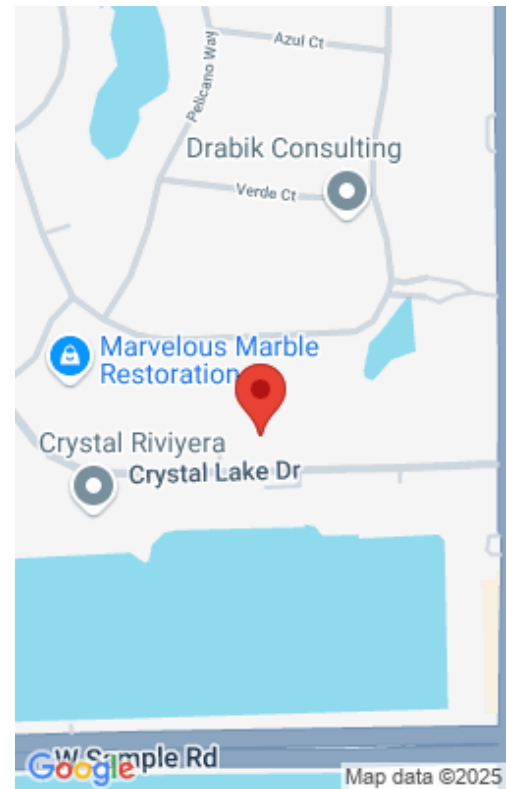 Azul Ct
Pelicano Way
Drabik Consulting
Verde Ct
Marvelous Marble
Restoration
Crystal Riviyera
Crystal Lake Dr
W Sample Rd
Google
Map data ©2025